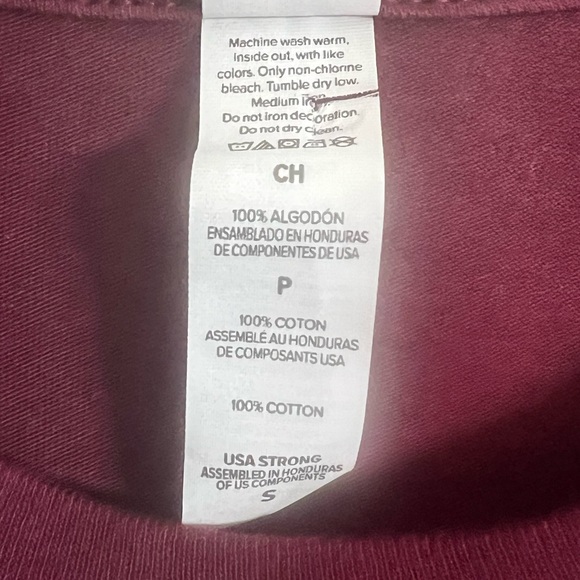 Machine wash warm,
inside out, with like
colors. Only non-chlorine
bleach. Tumble dry low.
Medium iron.
Do not iron decoration.
Do not dry clean.
CH
100% ALGODÓN
ENSAMBLADO EN HONDURAS
DE COMPONENTES DE USA
P
100% COTON
ASSEMBLÉ AU HONDURAS
DE COMPOSANTS USA
100% COTTON
USA STRONG
ASSEMBLED IN HONDURAS
OF US COMPONENTS
S